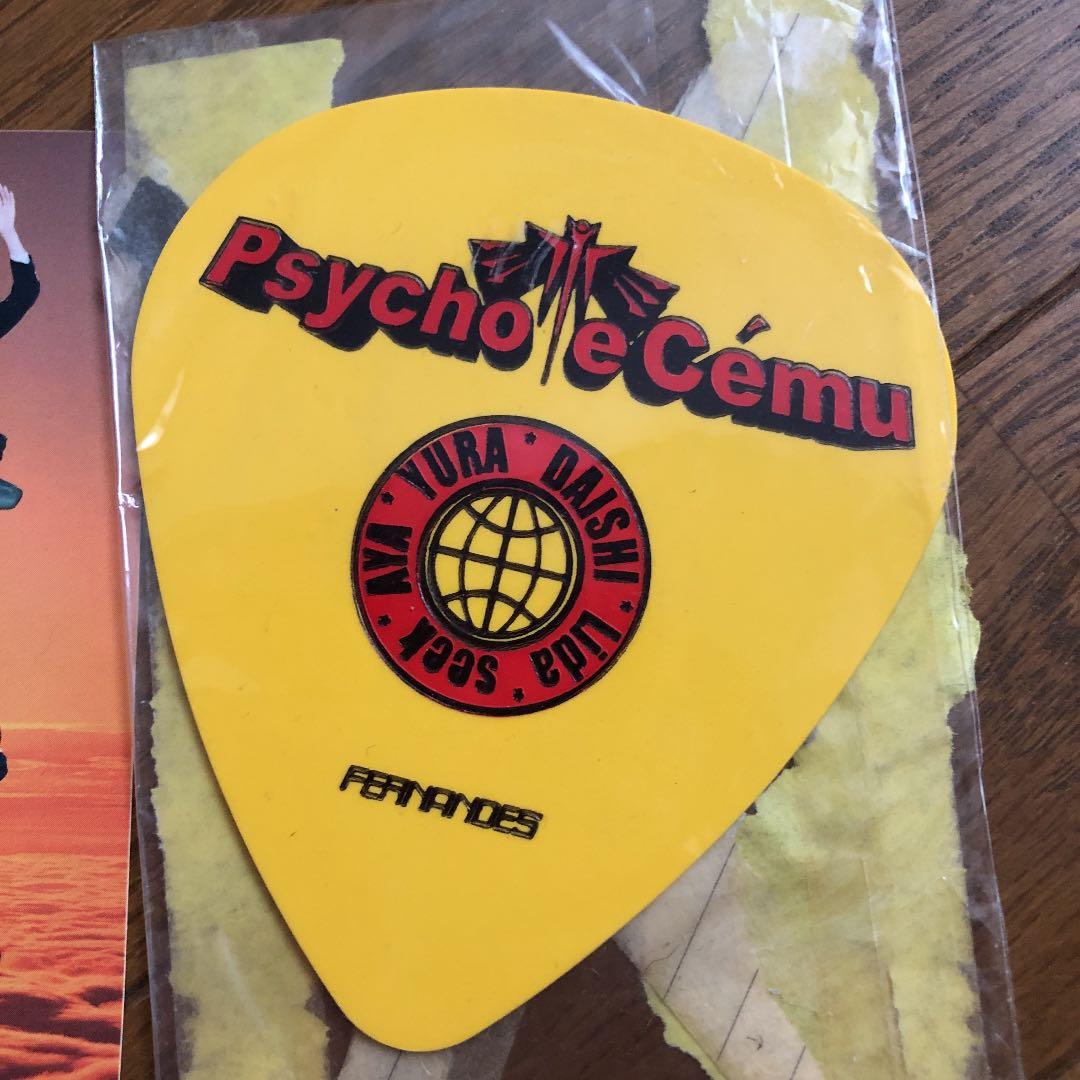 Psycho le Cému
AYA * YURA * DAISHI * Lida * seek *
FERNANDES